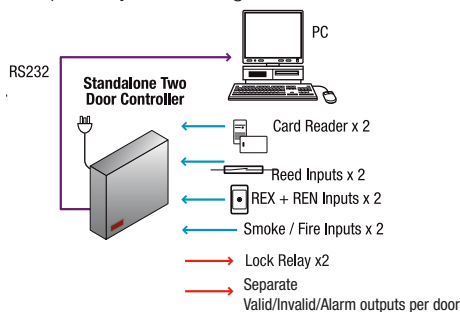 PC
RS232
Standalone Two
Door Controller
Card Reader x 2
Reed Inputs x 2
REX + REN Inputs x 2
Smoke / Fire Inputs x 2
Lock Relay x2
Separate
Valid/Invalid/Alarm outputs per door